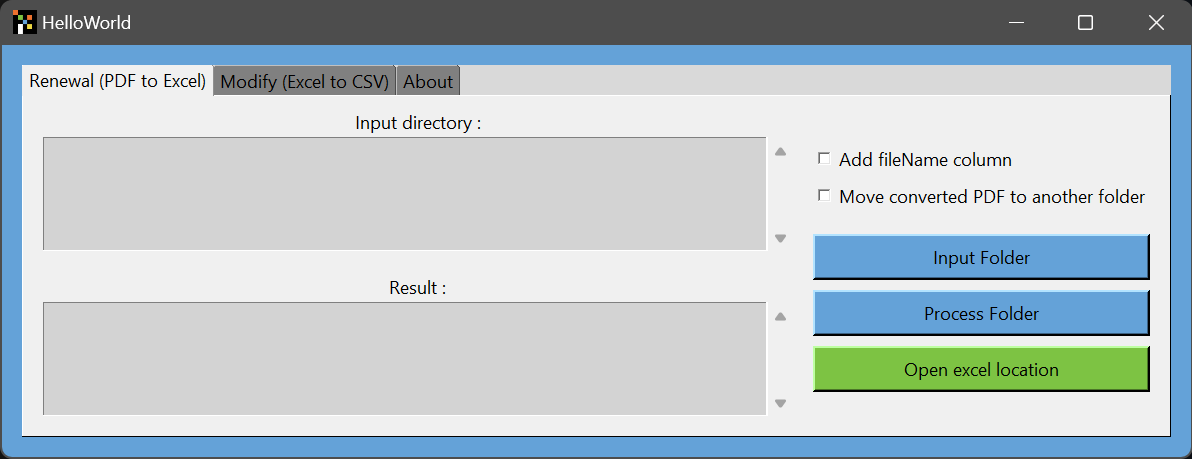 HelloWorld
Renewal (PDF to Excel) Modify (Excel to CSV) About
Input directory :
Add fileName column
Move converted PDF to another folder
Input Folder
Result :
Process Folder
Open excel location